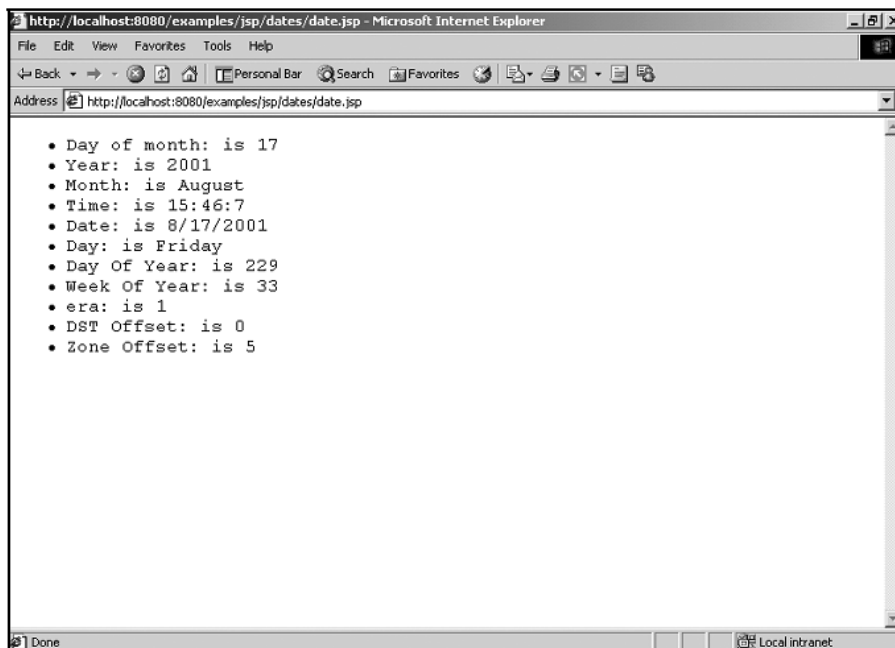 http://localhost:8080/examples/jsp/dates/date.jsp - Microsoft Internet Explorer
File Edit View Favorites Tools Help
Back Personal Bar Search Favorites
Address http://localhost:8080/examples/jsp/dates/date.jsp
• Day of month: is 17
• Year: is 2001
• Month: is August
• Time: is 15:46:7
• Date: is 8/17/2001
• Day: is Friday
• Day Of Year: is 229
• Week Of Year: is 33
• era: is 1
• DST Offset: is 0
• Zone Offset: is 5
Done Local intranet